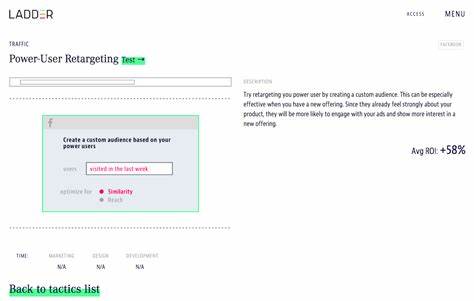 LADDER
ACCESS
MENU
TRAFFIC
FACEBOOK
Power-User Retargeting Test →
DESCRIPTION
Try retargeting you power user by creating a custom audience. This can be especially
effective when you have a new offering. Since they already feel strongly about your
product, they will be more likely to engage with your ads and show more interest in
a new offering.
Avg ROI: +58%
f
Create a custom audience based on your
power users
users
visited in the last week
optimize for
Similarity
Reach
TIME:
MARKETING
DESIGN
DEVELOPMENT
N/A
N/A
N/A
Back to tactics list